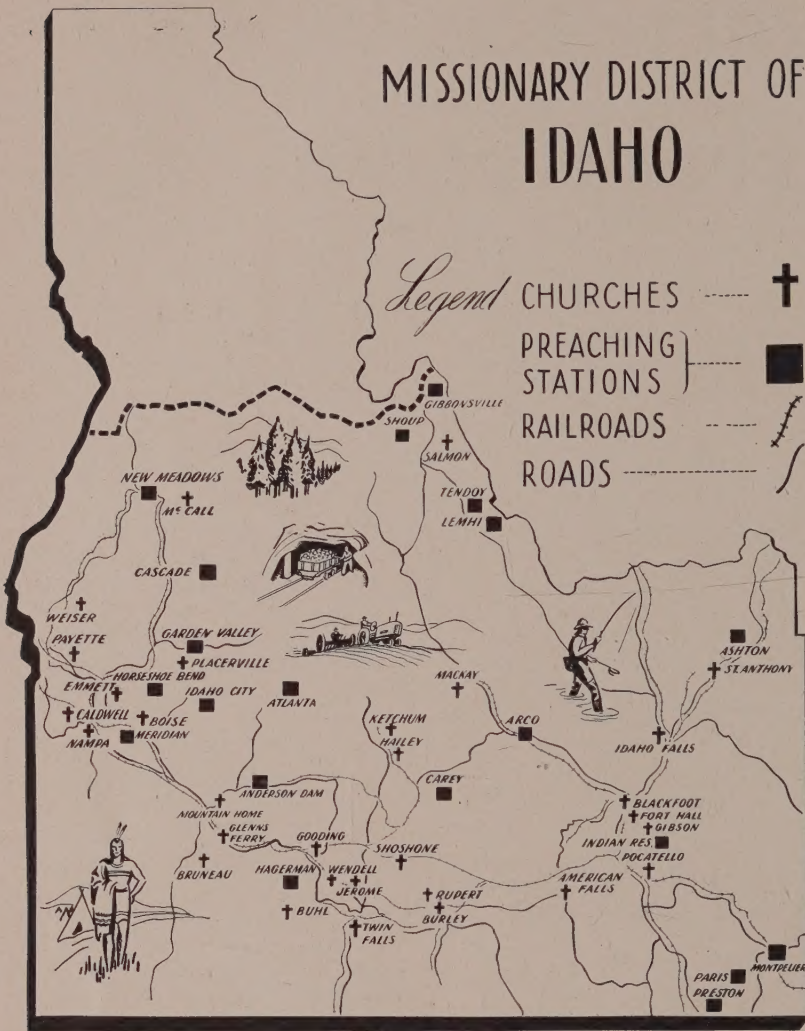 MISSIONARY DISTRICT OF
IDAHO
Legend
CHURCHES
PREACHING
STATIONS
RAILROADS
ROADS
GIBBONSVILLE
SHOUP
SALMON
NEW MEADOWS
McCALL
TENDOY
LEMHI
CASCADE
WEISER
PAYETTE
GARDEN VALLEY
PLACERVILLE
ASHTON
ST. ANTHONY
EMMETT
HORSESHOE BEND
IDAHO CITY
ATLANTA
MACKAY
CALDWELL
BOISE
NAMPA
MERIDIAN
KETCHUM
HAILEY
ARCO
IDAHO FALLS
ANDERSON DAM
CAREY
MOUNTAIN HOME
BLACKFOOT
FORT HALL
GIBSON
GLENNS
FERRY
GOODING
SHOSHONE
INDIAN RES.
POCATELLO
BRUNEAU
HAGERMAN
WENDELL
JEROME
AMERICAN
FALLS
RUPERT
BUHL
BURLEY
TWIN
FALLS
MONTPELIER
PARIS
PRESTON